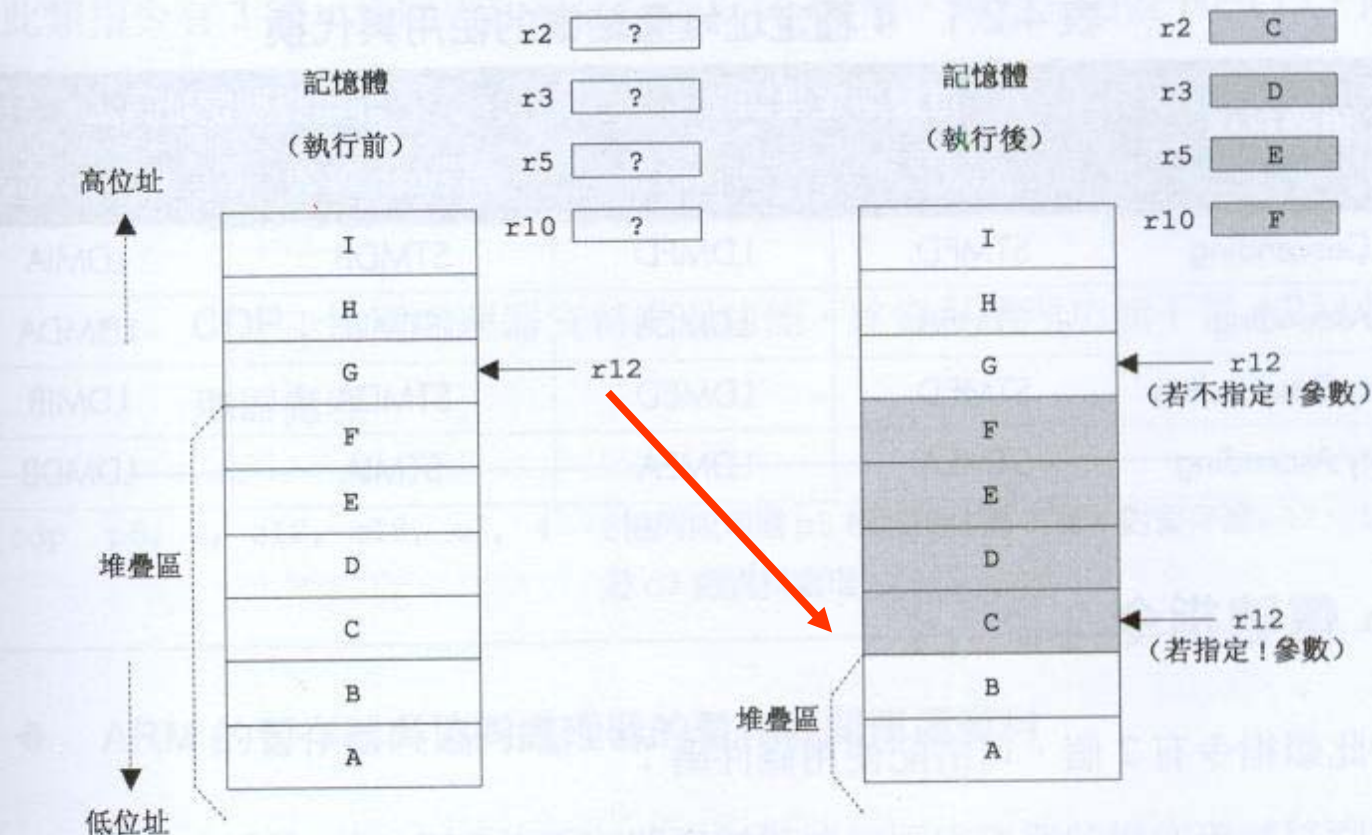 r2 ?
r3 ?
r5 ?
r10 ?
記憶體
（執行前）
高位址
I
H
G
F
E
D
C
B
A
r12
堆疊區
低位址
r2 C
r3 D
r5 E
r10 F
記憶體
（執行後）
I
H
G
F
E
D
C
B
A
r12
（若不指定！參數）
r12
（若指定！參數）
堆疊區